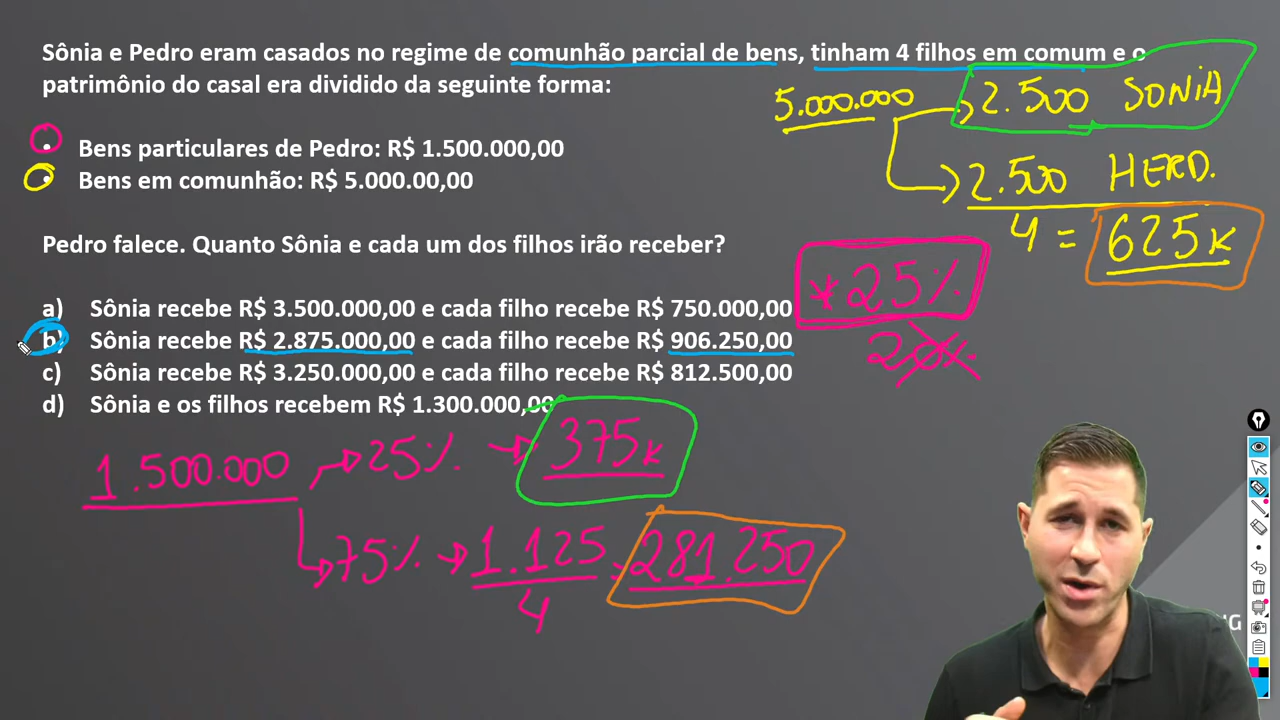 Sônia e Pedro eram casados no regime de comunhão parcial de bens, tinham 4 filhos em comum e o
patrimônio do casal era dividido da seguinte forma:
5.000.000 → 2.500 SONIA
• Bens particulares de Pedro: R$ 1.500.000,00
• Bens em comunhão: R$ 5.000.00,00
→ 2.500 HERD.
4 = 625K
Pedro falece. Quanto Sônia e cada um dos filhos irão receber?
* 25%
a) Sônia recebe R$ 3.500.000,00 e cada filho recebe R$ 750.000,00
b) Sônia recebe R$ 2.875.000,00 e cada filho recebe R$ 906.250,00
20%
c) Sônia recebe R$ 3.250.000,00 e cada filho recebe R$ 812.500,00
d) Sônia e os filhos recebem R$ 1.300.000,00
1.500.000 → 25% → 375K
→ 75% → 1.125 = 281.250
4
NG